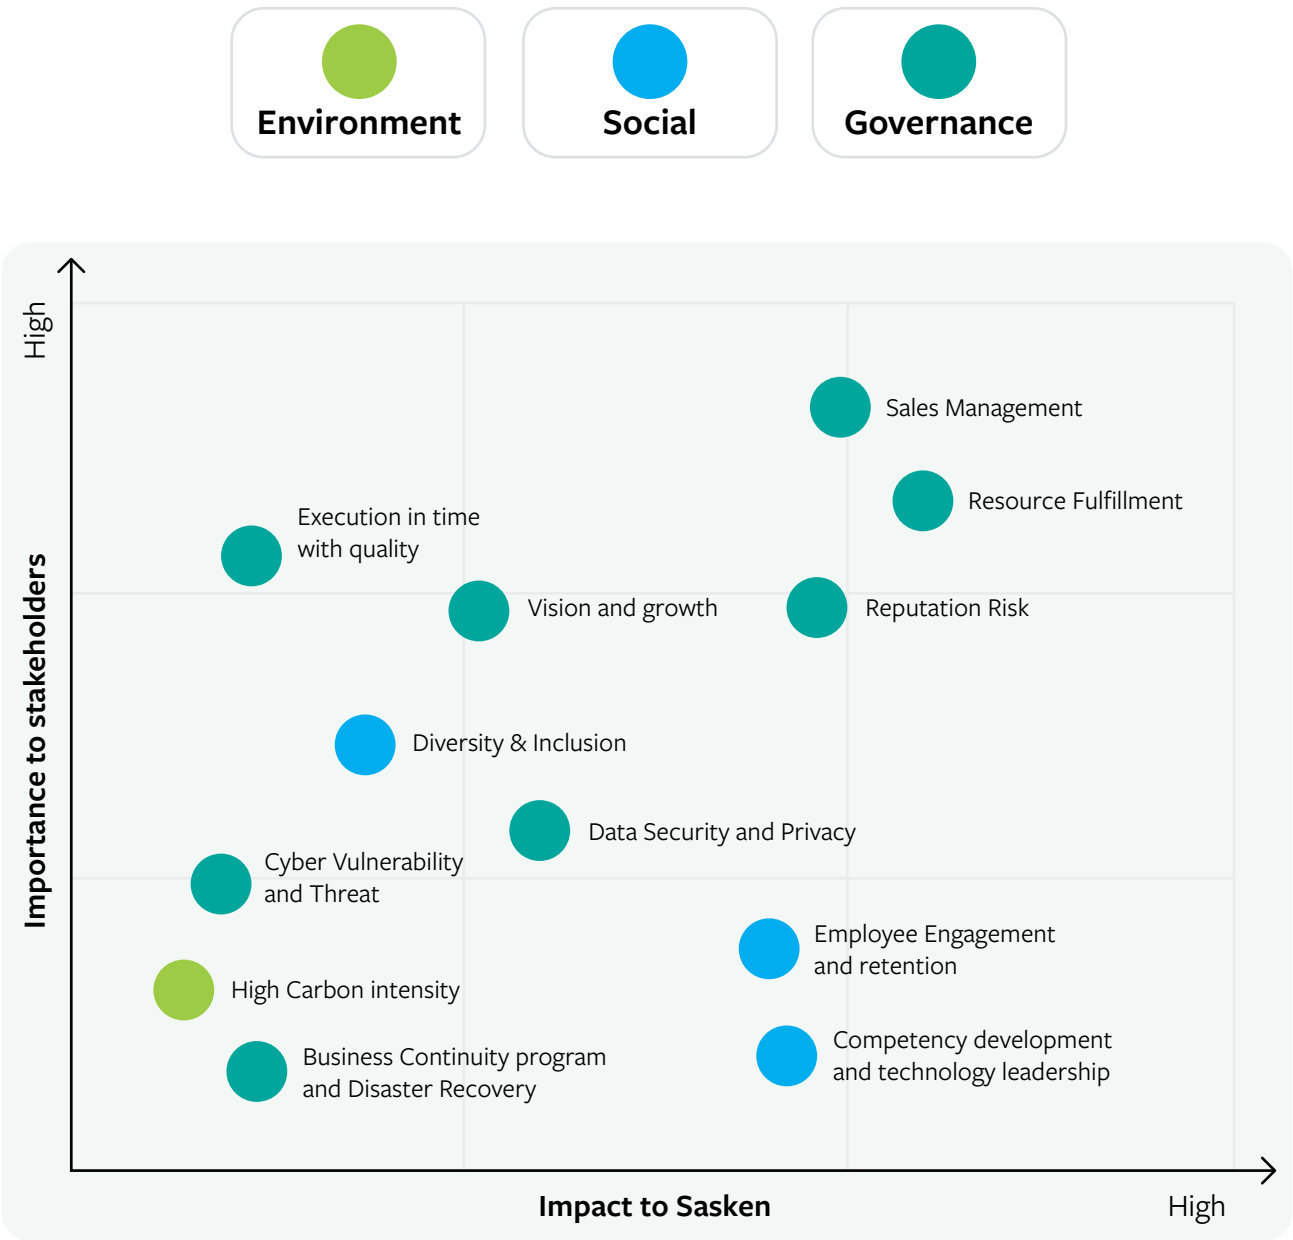 Environment
Social
Governance
High
Importance to stakeholders
Sales Management
Resource Fulfillment
Execution in time
with quality
Vision and growth
Reputation Risk
Diversity & Inclusion
Data Security and Privacy
Cyber Vulnerability
and Threat
Employee Engagement
and retention
High Carbon intensity
Competency development
and technology leadership
Business Continuity program
and Disaster Recovery
Impact to Sasken
High